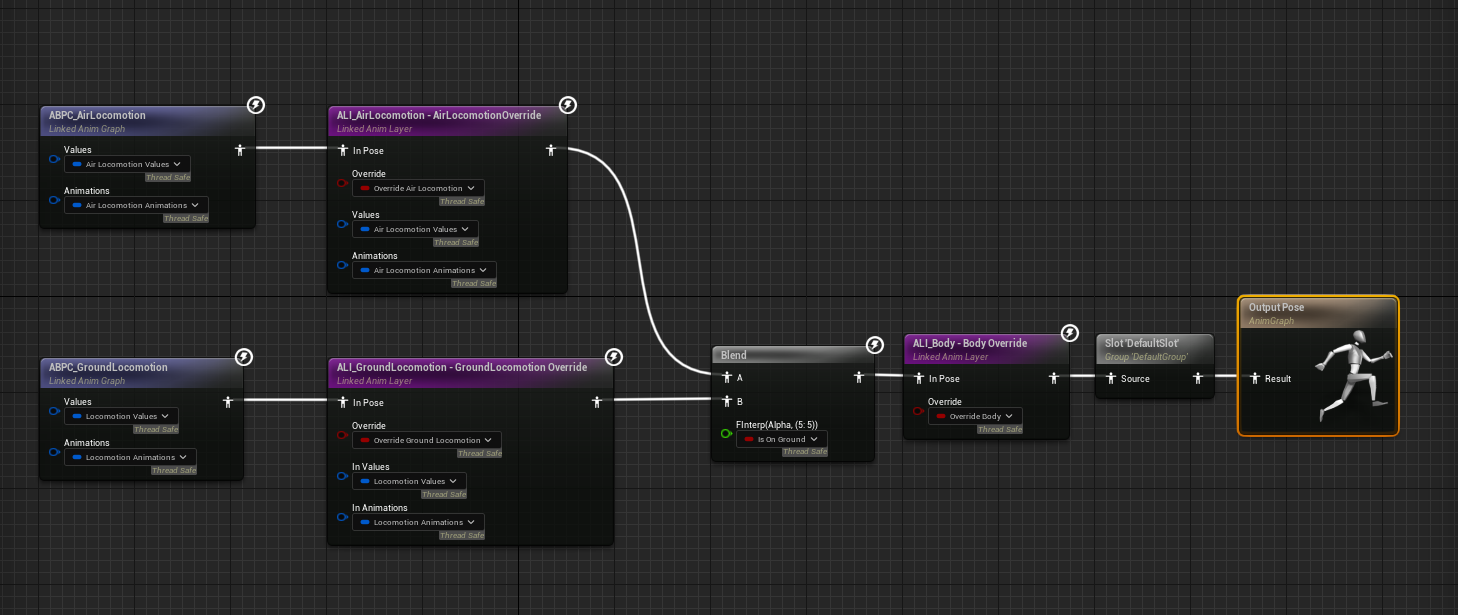 ABPC_AirLocomotion
Linked Anim Graph
Values
Air Locomotion Values
Thread Safe
Animations
Air Locomotion Animations
Thread Safe
ALI_AirLocomotion - AirLocomotionOverride
Linked Anim Layer
In Pose
Override
Override Air Locomotion
Thread Safe
Values
Air Locomotion Values
Thread Safe
Animations
Air Locomotion Animations
Thread Safe
ABPC_GroundLocomotion
Linked Anim Graph
Values
Locomotion Values
Thread Safe
Animations
Locomotion Animations
Thread Safe
ALI_GroundLocomotion - GroundLocomotion Override
Linked Anim Layer
In Pose
Override
Override Ground Locomotion
Thread Safe
In Values
Locomotion Values
Thread Safe
In Animations
Locomotion Animations
Thread Safe
Blend
A
B
FInterp(Alpha, (5: 5))
Is On Ground
Thread Safe
ALI_Body - Body Override
Linked Anim Layer
In Pose
Override
Override Body
Thread Safe
Slot 'DefaultSlot'
Group 'DefaultGroup'
Source
Output Pose
AnimGraph
Result